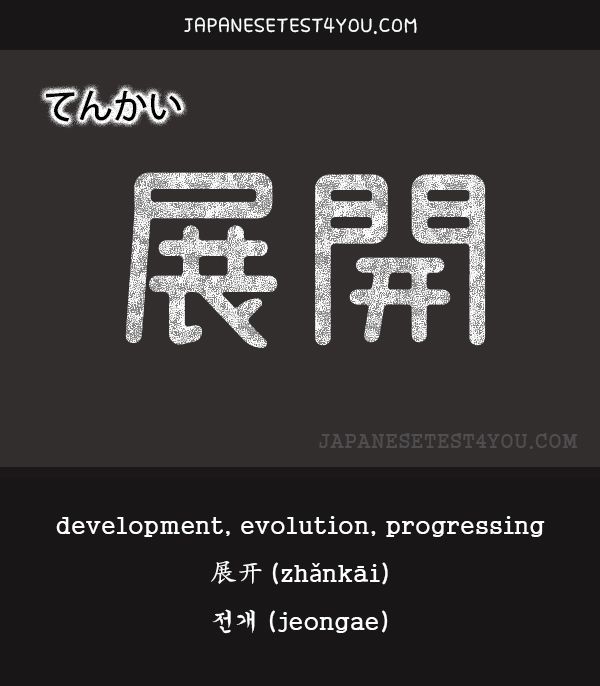 JAPANESETEST4YOU.COM
てんかい
展開
JAPANESETEST4YOU.COM
development, evolution, progressing
展开 (zhǎnkāi)
전개 (jeongae)